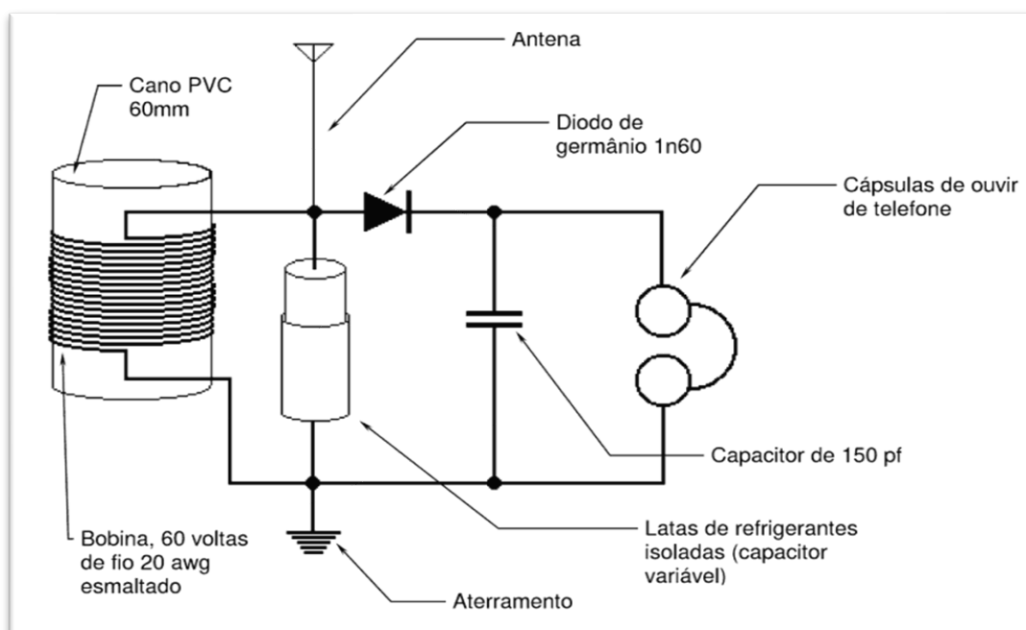 Antena
Cano PVC
60mm
Diodo de
germânio 1n60
Cápsulas de ouvir
de telefone
Capacitor de 150 pf
Bobina, 60 voltas
de fio 20 awg
esmaltado
Latas de refrigerantes
isoladas (capacitor
variável)
Aterramento